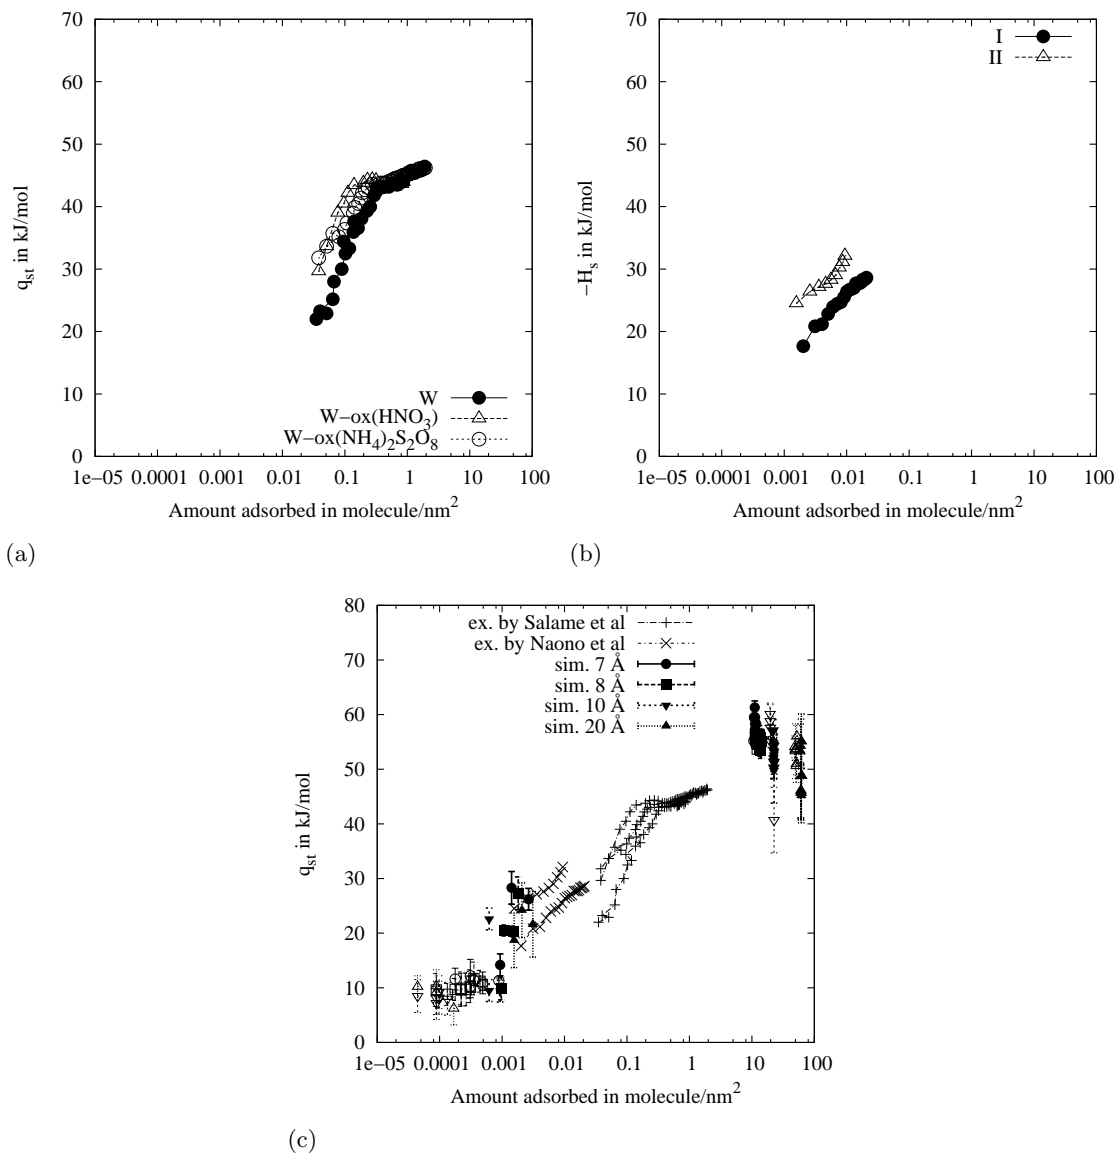 70
60
50
40
30
20
10
0
1e−05 0.0001 0.001 0.01 0.1 1 10 100
q_st in kJ/mol
Amount adsorbed in molecule/nm²
W
W−ox(HNO₃)
W−ox(NH₄)₂S₂O₈
(a)
70
60
50
40
30
20
10
0
1e−05 0.0001 0.001 0.01 0.1 1 10 100
−H_s in kJ/mol
Amount adsorbed in molecule/nm²
I
II
(b)
80
70
60
50
40
30
20
10
0
1e−05 0.0001 0.001 0.01 0.1 1 10 100
q_st in kJ/mol
Amount adsorbed in molecule/nm²
ex. by Salame et al
ex. by Naono et al
sim. 7 Å
sim. 8 Å
sim. 10 Å
sim. 20 Å
(c)